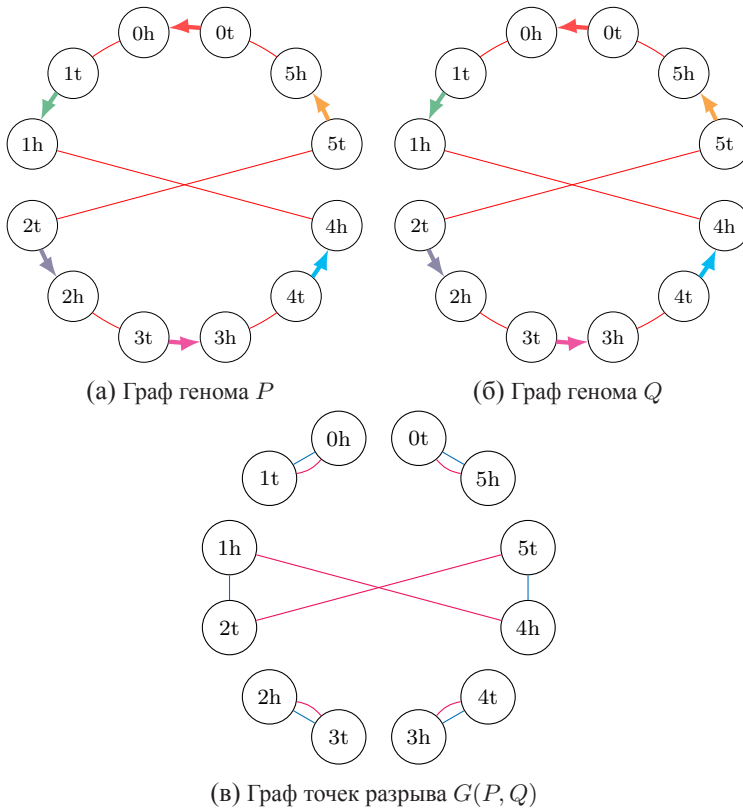 0h 0t 0h 0t
1t 5h 1t 5h
1h 5t 1h 5t
2t 4h 2t 4h
2h 4t 2h 4t
3t 3h 3t 3h
(а) Граф генома P (б) Граф генома Q
0h 0t
1t 5h
1h 5t
2t 4h
2h 4t
3t 3h
(в) Граф точек разрыва G(P, Q)